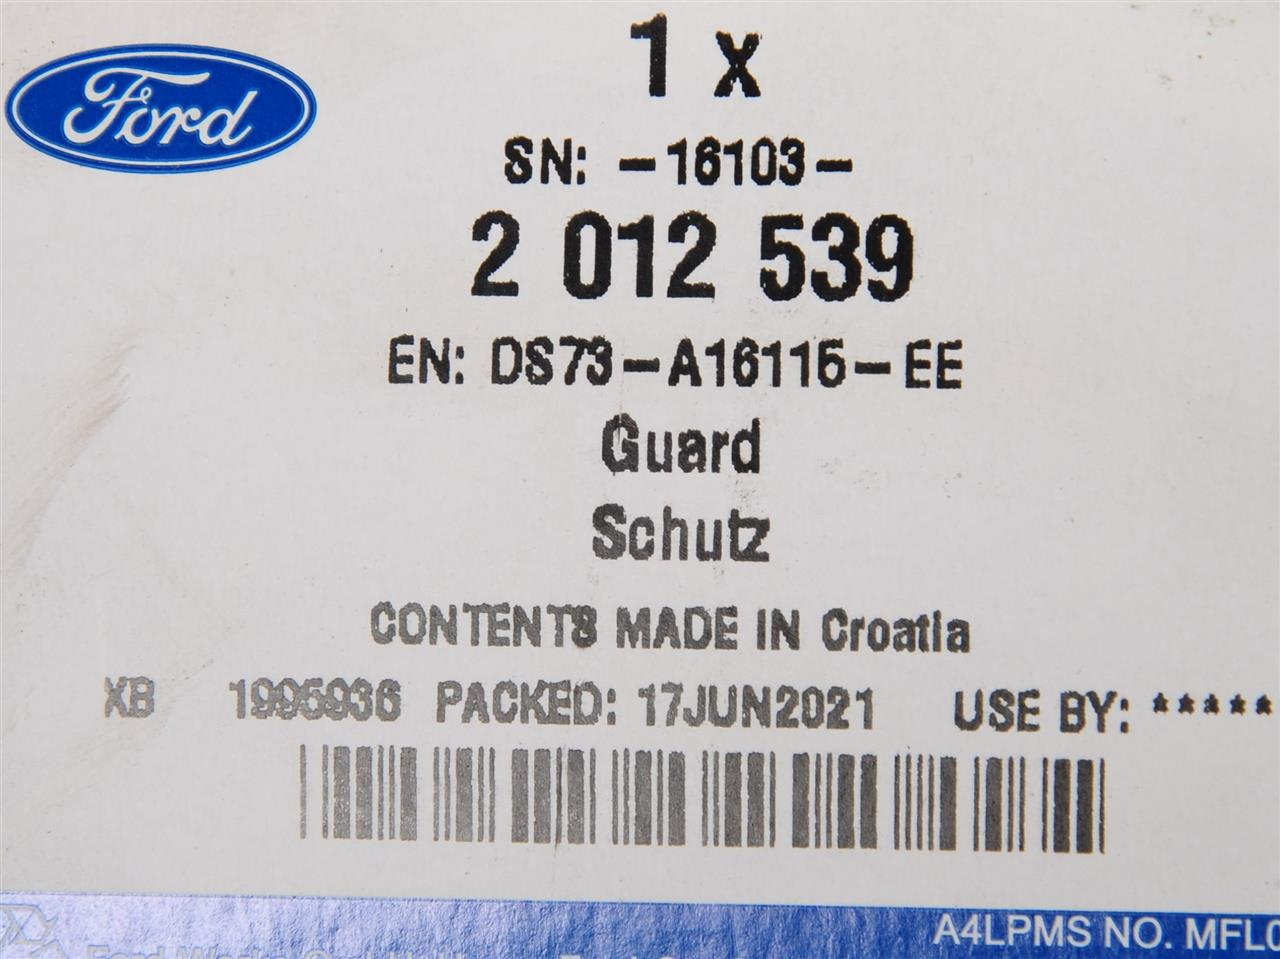 Ford
1 x
SN: -16103-
2 012 539
EN: DS73-A16115-EE
Guard
Schutz
CONTENTS MADE IN Croatia
XB 1995936 PACKED: 17JUN2021 USE BY: *****
A4LPMS NO. MFL0